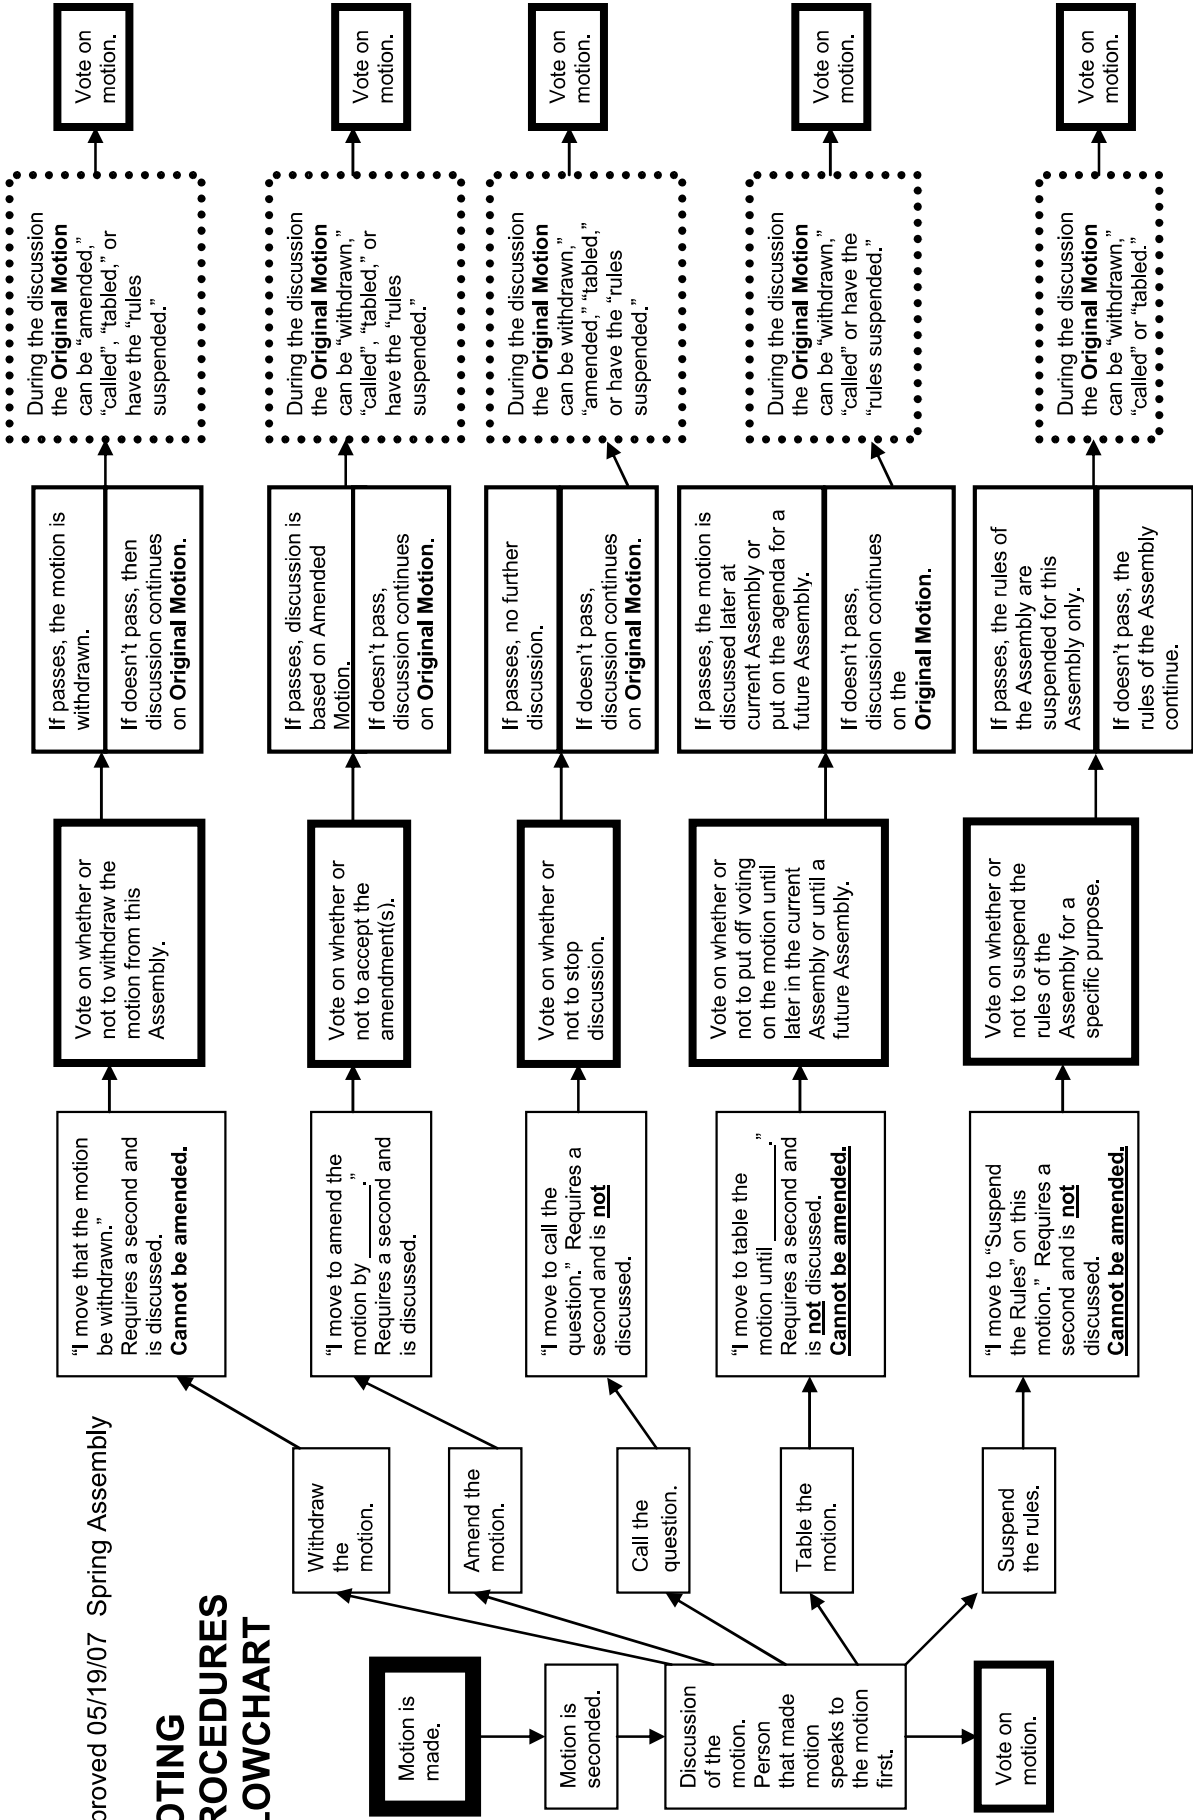 proved 05/19/07 Spring Assembly
OTING
ROCEDURES
LOWCHART
Motion is
made.
Motion is
seconded.
Discussion
of the
motion.
Person
that made
motion
speaks to
the motion
first.
Vote on
motion.
Withdraw
the
motion.
"I move that the motion
be withdrawn."
Requires a second and
is discussed.
Cannot be amended.
Vote on whether or
not to withdraw the
motion from this
Assembly.
If passes, the motion is
withdrawn.
If doesn't pass, then
discussion continues
on Original Motion.
During the discussion
the Original Motion
can be "amended,"
"called", "tabled," or
have the "rules
suspended."
Vote on
motion.
Amend the
motion.
"I move to amend the
motion by ______."
Requires a second and
is discussed.
Vote on whether or
not to accept the
amendment(s).
If passes, discussion is
based on Amended
Motion.
If doesn't pass,
discussion continues
on Original Motion.
During the discussion
the Original Motion
can be "withdrawn,"
"called", "tabled," or
have the "rules
suspended."
Vote on
motion.
Call the
question.
"I move to call the
question." Requires a
second and is not
discussed.
Vote on whether or
not to stop
discussion.
If passes, no further
discussion.
If doesn't pass,
discussion continues
on Original Motion.
During the discussion
the Original Motion
can be withdrawn,"
"amended," "tabled,"
or have the "rules
suspended."
Vote on
motion.
Table the
motion.
"I move to table the
motion until ________."
Requires a second and
is not discussed.
Cannot be amended.
Vote on whether or
not to put off voting
on the motion until
later in the current
Assembly or until a
future Assembly.
If passes, the motion is
discussed later at
current Assembly or
put on the agenda for a
future Assembly.
If doesn't pass,
discussion continues
on the
Original Motion.
During the discussion
the Original Motion
can be "withdrawn,"
"called" or have the
"rules suspended."
Vote on
motion.
Suspend
the rules.
"I move to "Suspend
the Rules" on this
motion." Requires a
second and is not
discussed.
Cannot be amended.
Vote on whether or
not to suspend the
rules of the
Assembly for a
specific purpose.
If passes, the rules of
the Assembly are
suspended for this
Assembly only.
If doesn't pass, the
rules of the Assembly
continue.
During the discussion
the Original Motion
can be "withdrawn,"
"called" or "tabled."
Vote on
motion.